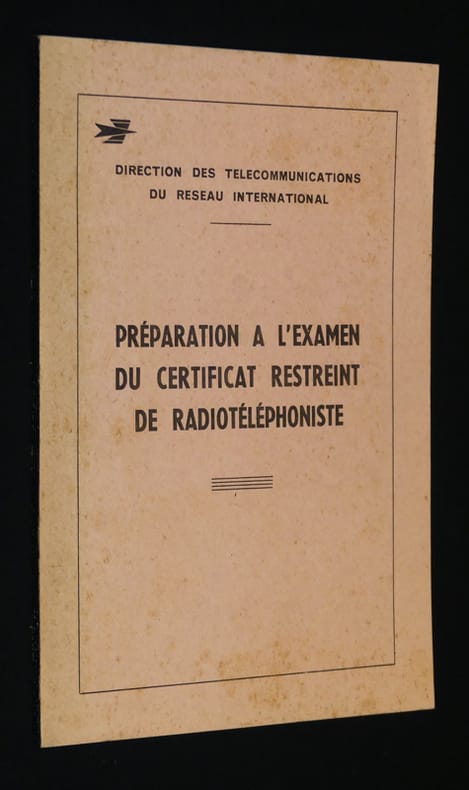 DIRECTION DES TELECOMMUNICATIONS
DU RESEAU INTERNATIONAL
PRÉPARATION A L'EXAMEN
DU CERTIFICAT RESTREINT
DE RADIOTÉLÉPHONISTE